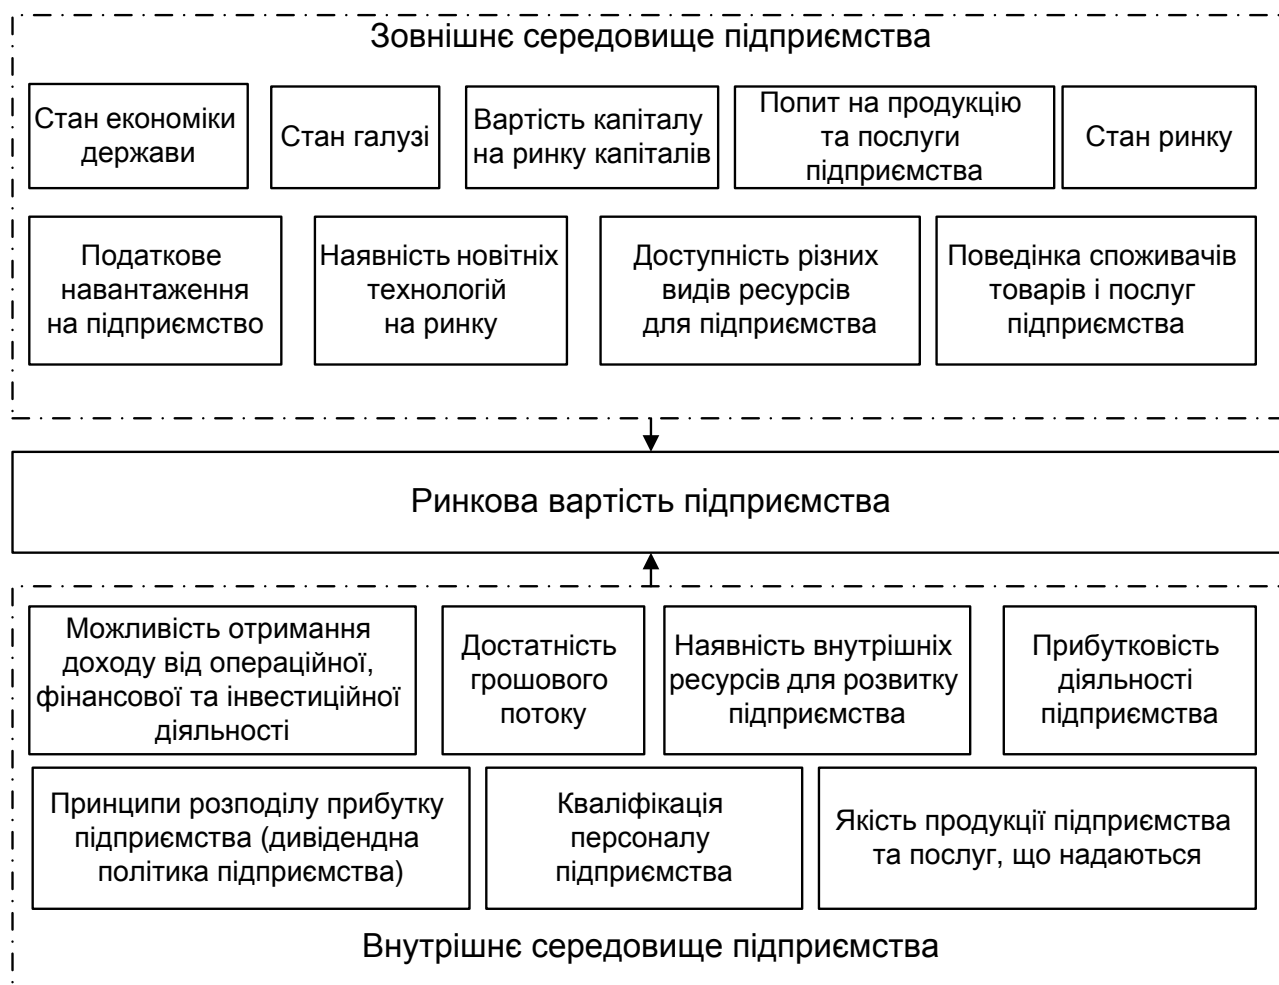 Зовнішнє середовище підприємства
Стан економіки
держави
Стан галузі
Вартість капіталу
на ринку капіталів
Попит на продукцію
та послуги
підприємства
Стан ринку
Податкове
навантаження
на підприємство
Наявність новітніх
технологій
на ринку
Доступність різних
видів ресурсів
для підприємства
Поведінка споживачів
товарів і послуг
підприємства
Ринкова вартість підприємства
Можливість отримання
доходу від операційної,
фінансової та інвестиційної
діяльності
Достатність
грошового
потоку
Наявність внутрішніх
ресурсів для розвитку
підприємства
Прибутковість
діяльності
підприємства
Принципи розподілу прибутку
підприємства (дивідендна
політика підприємства)
Кваліфікація
персоналу
підприємства
Якість продукції підприємства
та послуг, що надаються
Внутрішнє середовище підприємства